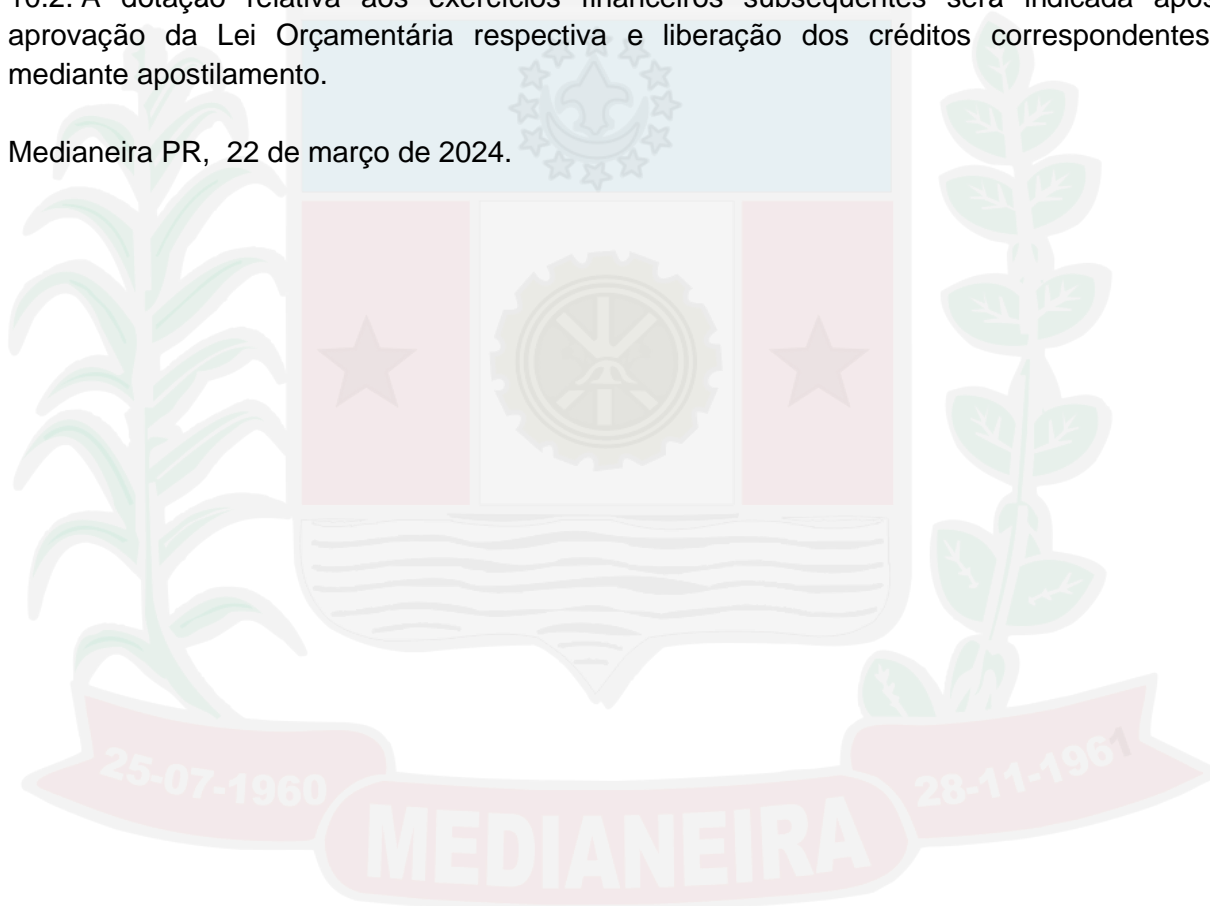 10.2. A dotação relativa aos exercícios financeiros subsequentes será indicada após
aprovação da Lei Orçamentária respectiva e liberação dos créditos correspondentes
mediante apostilamento.
Medianeira PR, 22 de março de 2024.
25-07-1960
28-11-1961
MEDIANEIRA